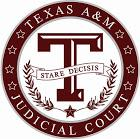 TEXAS A&M
STARE DECISIS
T
JUDICIAL COURT